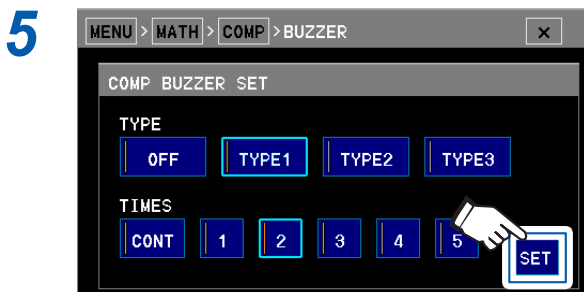 5
MENU > MATH > COMP > BUZZER ×
COMP BUZZER SET
TYPE
OFF TYPE1 TYPE2 TYPE3
TIMES
CONT 1 2 3 4 5 SET